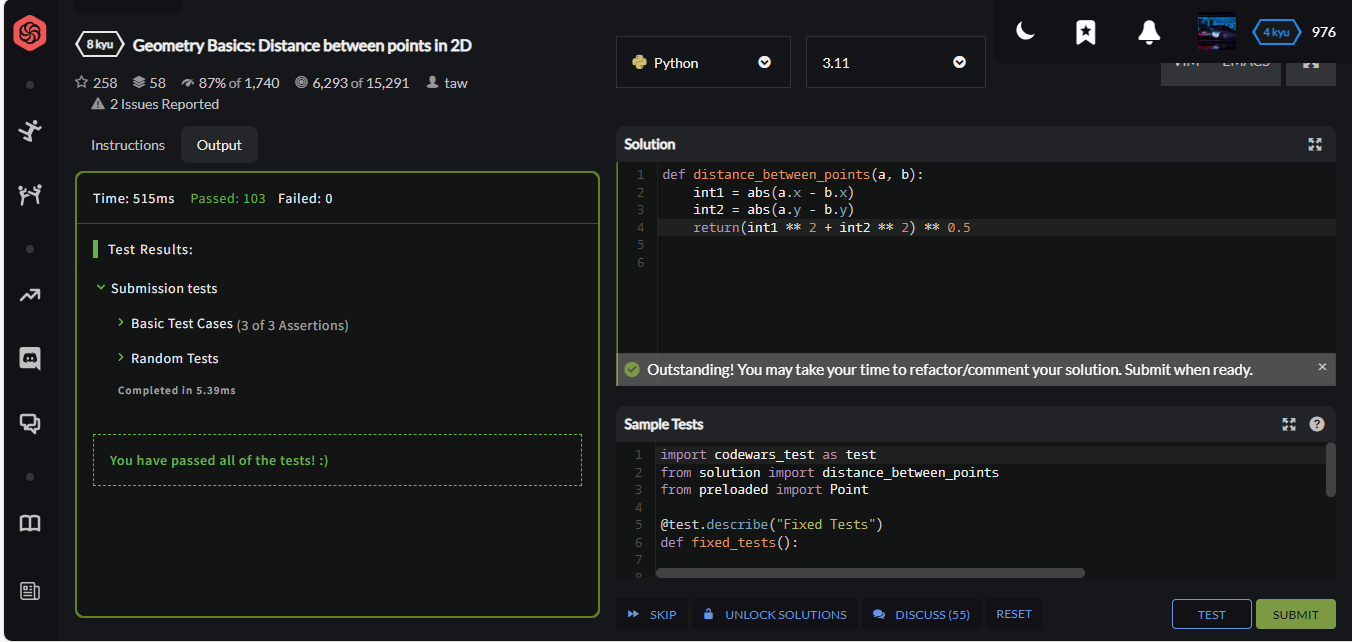 8 kyu Geometry Basics: Distance between points in 2D
258 58 87% of 1,740 6,293 of 15,291 taw
2 Issues Reported
Python
3.11
4 kyu 976
VIM EMACS
Instructions Output
Time: 515ms Passed: 103 Failed: 0
Test Results:
Submission tests
Basic Test Cases (3 of 3 Assertions)
Random Tests
Completed in 5.39ms
You have passed all of the tests! :)
Solution
1 def distance_between_points(a, b):
2 int1 = abs(a.x - b.x)
3 int2 = abs(a.y - b.y)
4 return(int1 ** 2 + int2 ** 2) ** 0.5
5
6
Outstanding! You may take your time to refactor/comment your solution. Submit when ready. ×
Sample Tests ?
1 import codewars_test as test
2 from solution import distance_between_points
3 from preloaded import Point
4
5 @test.describe("Fixed Tests")
6 def fixed_tests():
7
8
SKIP UNLOCK SOLUTIONS DISCUSS (55) RESET TEST SUBMIT